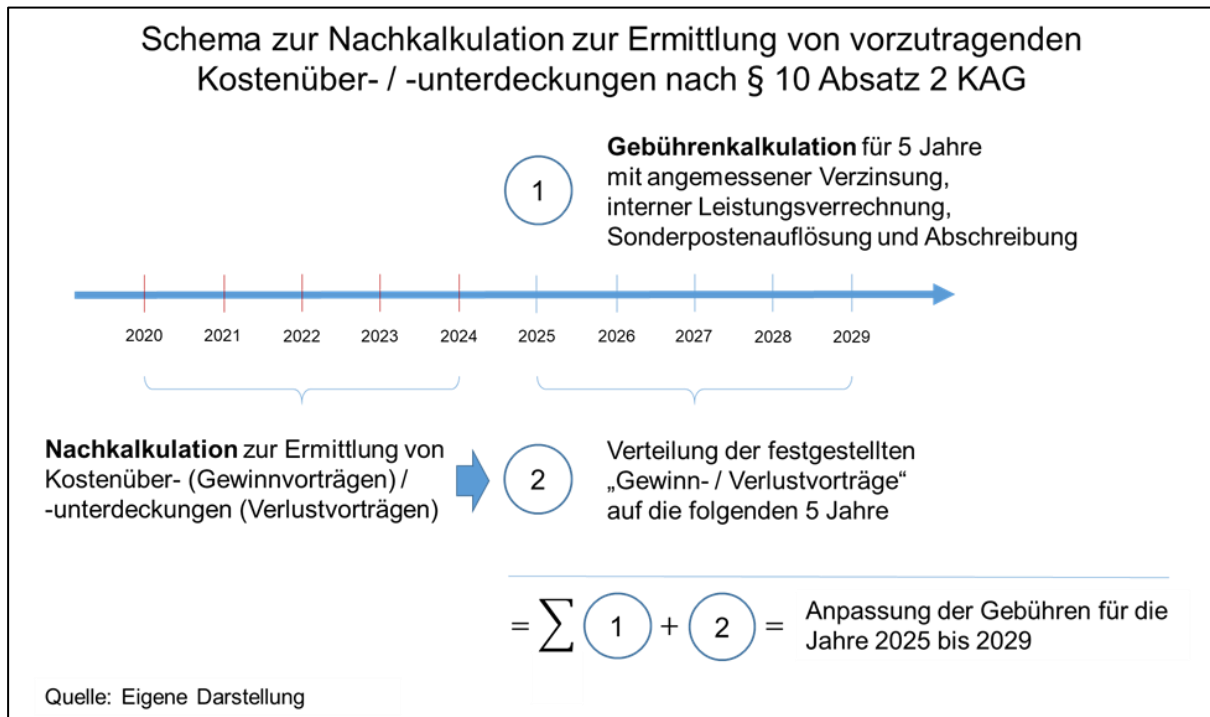 Schema zur Nachkalkulation zur Ermittlung von vorzutragenden
Kostenüber- / -unterdeckungen nach § 10 Absatz 2 KAG
1
Gebührenkalkulation für 5 Jahre
mit angemessener Verzinsung,
interner Leistungsverrechnung,
Sonderpostenauflösung und Abschreibung
2020 2021 2022 2023 2024 2025 2026 2027 2028 2029
Nachkalkulation zur Ermittlung von
Kostenüber- (Gewinnvorträgen) /
-unterdeckungen (Verlustvorträgen)
2
Verteilung der festgestellten
„Gewinn- / Verlustvorträge“
auf die folgenden 5 Jahre
= ∑ 1 + 2 =
Anpassung der Gebühren für die
Jahre 2025 bis 2029
Quelle: Eigene Darstellung